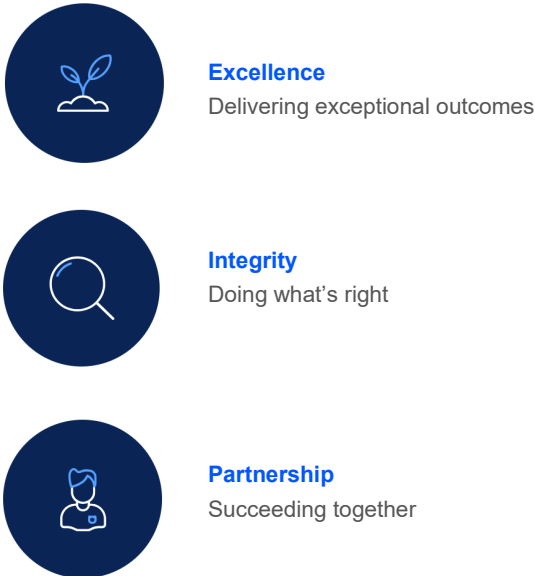 Excellence
Delivering exceptional outcomes
Integrity
Doing what’s right
Partnership
Succeeding together